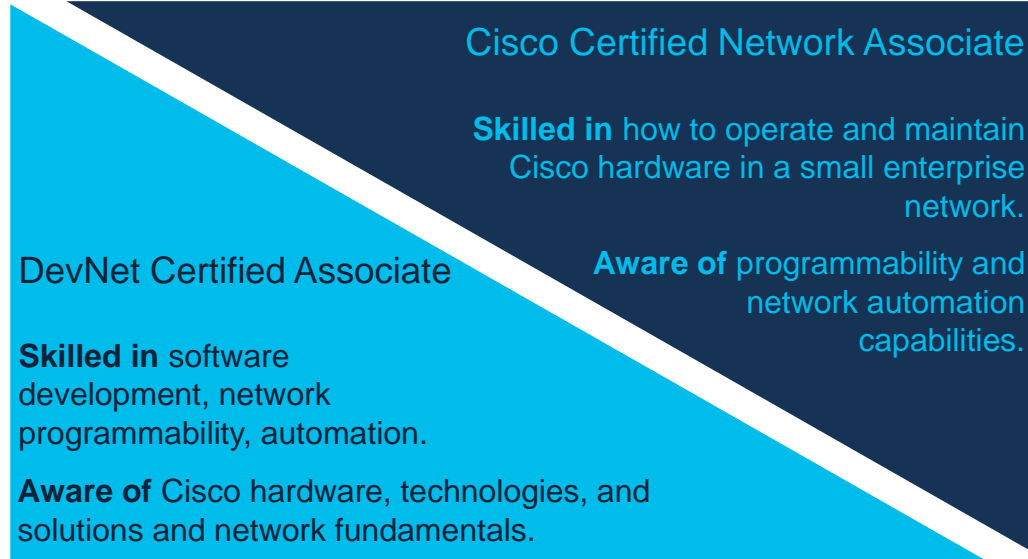 Cisco Certified Network Associate
Skilled in how to operate and maintain
Cisco hardware in a small enterprise
network.
Aware of programmability and
network automation
capabilities.
DevNet Certified Associate
Skilled in software
development, network
programmability, automation.
Aware of Cisco hardware, technologies, and
solutions and network fundamentals.